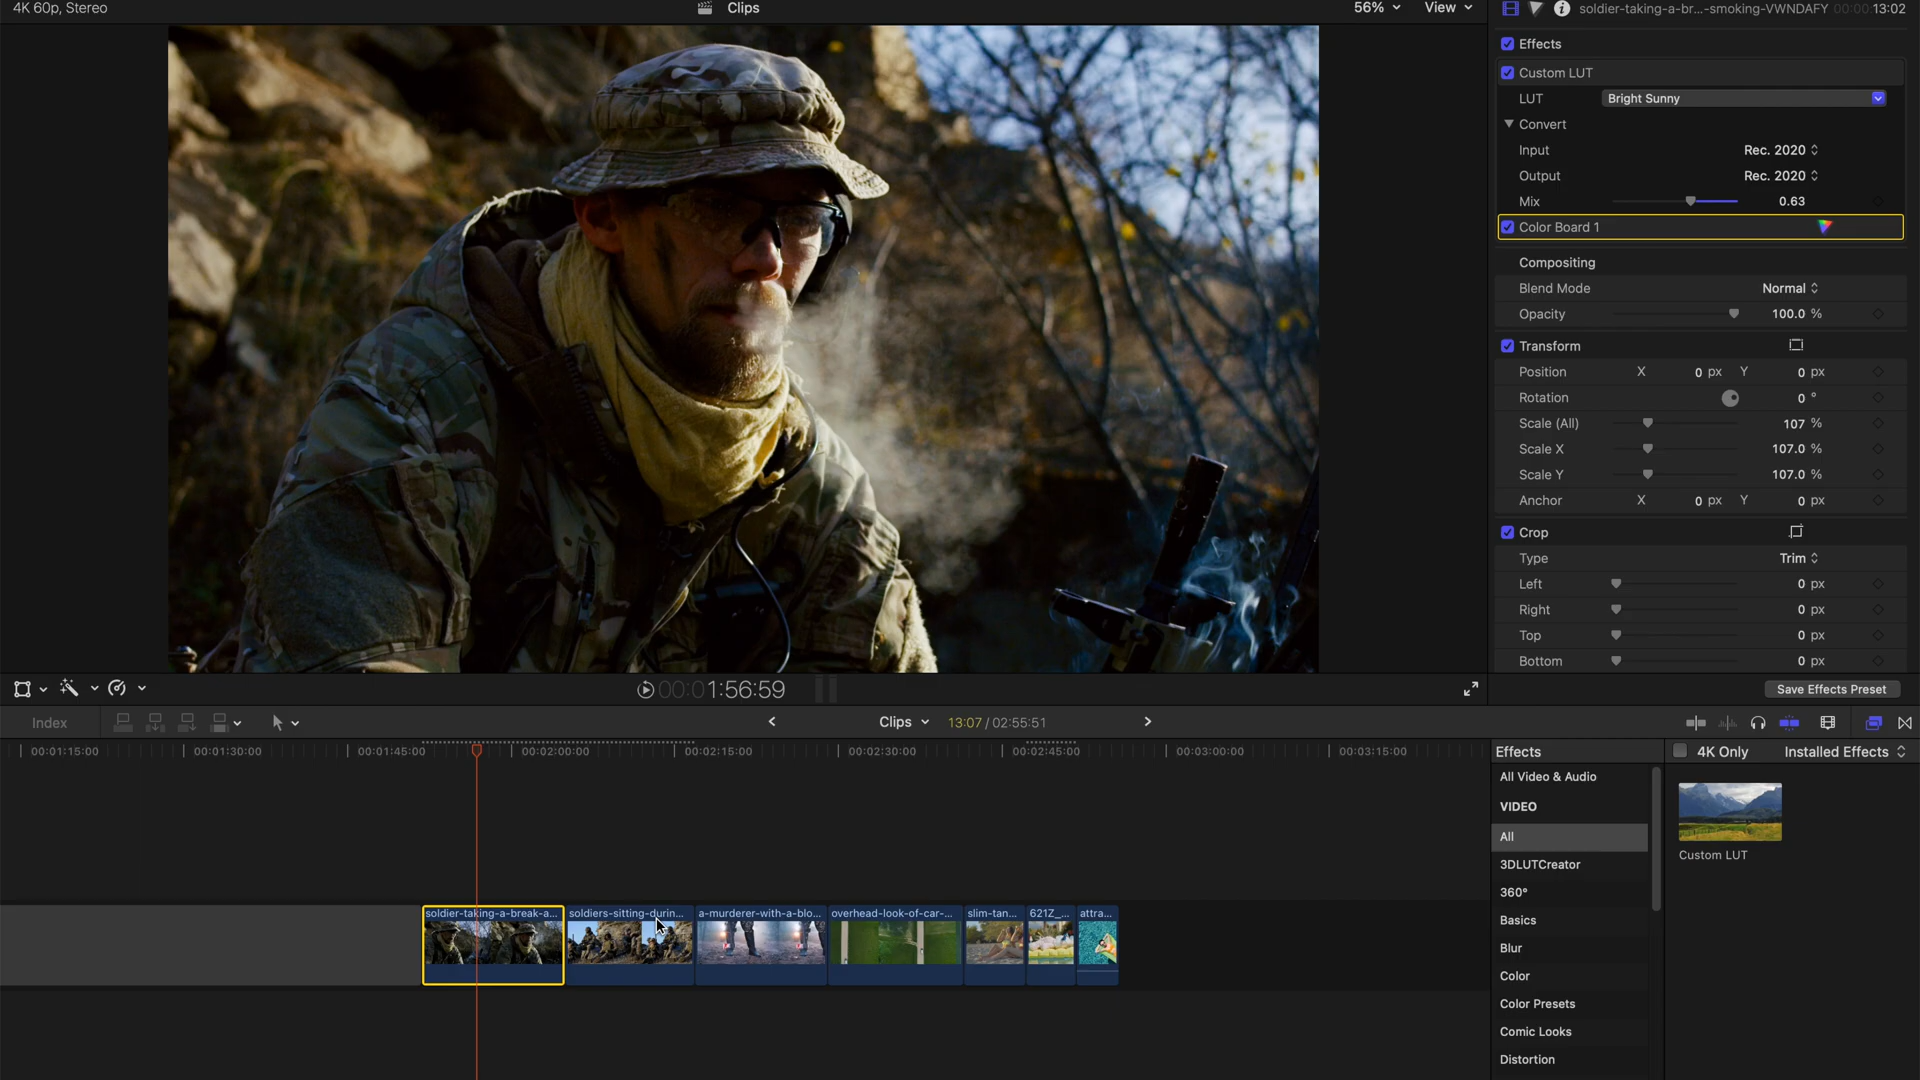 4K 60p, Stereo
Clips
56%
View
soldier-taking-a-br...-smoking-VWNDAFY
00:00:13:02
Effects
Custom LUT
LUT
Bright Sunny
Convert
Input
Rec. 2020
Output
Rec. 2020
Mix
0.63
Color Board 1
Compositing
Blend Mode
Normal
Opacity
100.0 %
Transform
Position
X
0 px
Y
0 px
Rotation
0 °
Scale (All)
107 %
Scale X
107.0 %
Scale Y
107.0 %
Anchor
X
0 px
Y
0 px
Crop
Type
Trim
Left
0 px
Right
0 px
Top
0 px
Bottom
0 px
00:01:56:59
Save Effects Preset
Index
Clips
13:07 / 02:55:51
00:01:15:00
00:01:30:00
00:01:45:00
00:02:00:00
00:02:15:00
00:02:30:00
00:02:45:00
00:03:00:00
00:03:15:00
Effects
4K Only
Installed Effects
All Video & Audio
VIDEO
All
3DLUTCreator
360°
Basics
Blur
Color
Color Presets
Comic Looks
Distortion
Custom LUT
soldier-taking-a-break-a...
soldiers-sitting-durin...
a-murderer-with-a-blo...
overhead-look-of-car-...
slim-tan...
621Z_...
attra...